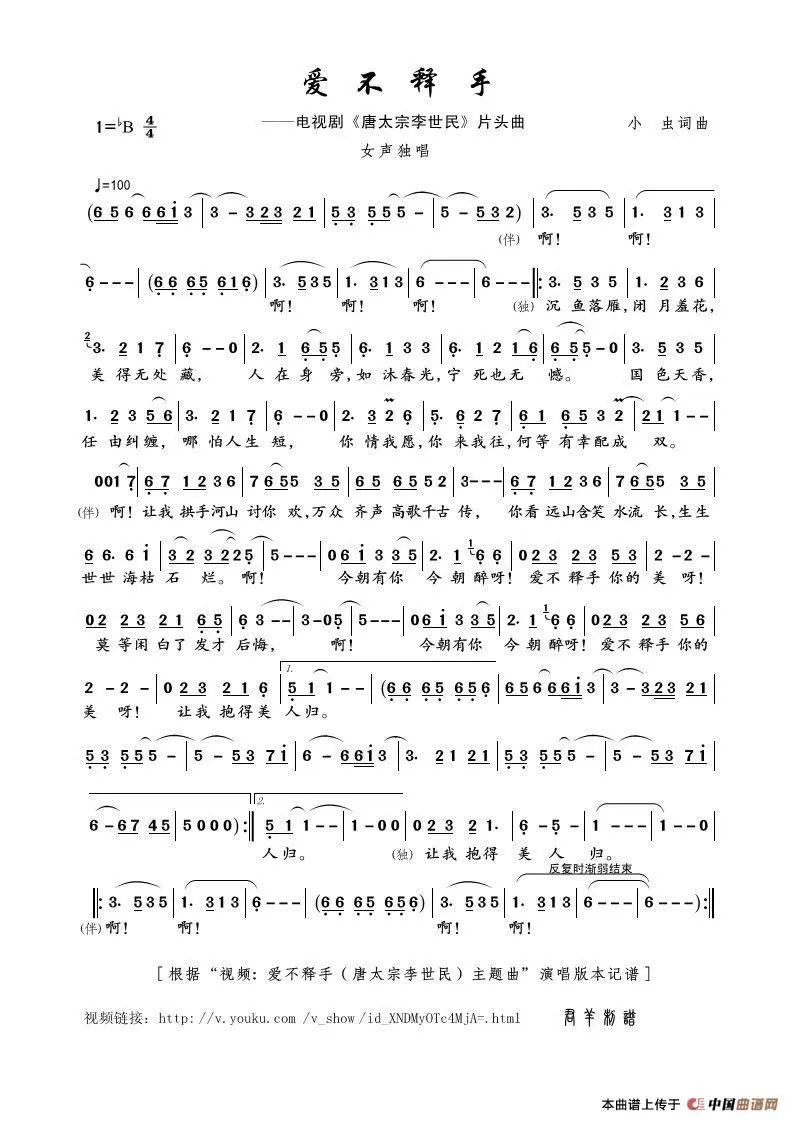 爱不释手
1=♭B 4/4
——电视剧《唐太宗李世民》片头曲
小 虫词曲
女声独唱
♩=100
(6 5 6 6 6 i 3 | 3 - 3 2 3 2 1 | 5 3 5 5 5 - | 5 - 5 3 2) | 3. 5 3 5 | 1. 3 1 3 |
(伴) 啊! 啊!
6 - - - | (6 6 6 5 6 1 6) | 3. 5 3 5 | 1. 3 1 3 | 6 - - - | 6 - - - |: 3. 5 3 5 | 1. 2 3 6 |
啊! 啊! 啊! (独) 沉 鱼落雁,闭 月羞花,
2 3. 2 1 7 | 6 - - 0 | 2. 1 6 5 5 | 6. 1 3 3 | 6. 1 2 1 6 | 6 5 5 - 0 | 3. 5 3 5 |
美 得无处 藏, 人 在 身 旁,如 沐春光,宁 死也无 憾。 国 色天香,
1. 2 3 5 6 | 3. 2 1 7 | 6 - - 0 | 2. 3 2 6 | 5. 6 2 7 | 6 1 6 5 3 2 | 2 1 1 - - |
任 由纠缠, 哪 怕人生 短, 你 情我愿,你 来我往,何等 有幸配成 双。
0 0 1 7 | 6 7 1 2 3 6 | 7 6 5 5 3 5 | 6 5 6 5 5 2 | 3 - - - | 6 7 1 2 3 6 | 7 6 5 5 3 5 |
(伴) 啊! 让我 拱手河山 讨你 欢,万众 齐声 高歌千古 传, 你看 远山含笑 水流 长,生生
6 6. 6 i | 3 2 3 2 2 5 | 5 - - - | 0 6 i 3 3 5 | 2. 1 1 6 6 | 0 2 3 2 3 5 | 2 - 2 - |
世世 海枯 石 烂。 啊! 今朝有你 今 朝 醉呀! 爱不 释手 你的 美 呀!
0 2 2 3 2 1 6 5 | 6 3 - - | 3 - 0 5 | 5 - - - | 0 6 i 3 3 5 | 2. 1 1 6 6 | 0 2 3 2 3 5 6 |
莫 等闲 白了 发才 后悔, 啊! 今朝有你 今 朝 醉呀! 爱不 释手 你的
1.
2 - 2 - | 0 2 3 2 1 6 | 5 1 1 - - | (6 6 6 5 6 5 6 | 6 5 6 6 6 i 3 | 3 - 3 2 3 2 1 |
美 呀! 让我 抱得美 人归。
5 3 5 5 5 - | 5 - 5 3 7 i | 6 - 6 6 i 3 | 3. 2 1 2 1 | 5 3 5 5 5 - | 5 - 5 3 7 i |
2.
6 - 6 7 4 5 | 5 0 0 0) :| 5 1 1 - - | 1 - 0 0 | 0 2 3 2 1. | 6 - 5 - | 1 - - - | 1 - - 0 |
人归。 (独) 让我 抱得 美 人 归。
反复时渐弱结束
|: 3. 5 3 5 | 1. 3 1 3 | 6 - - - | (6 6 6 5 6 5 6) | 3. 5 3 5 | 1. 3 1 3 | 6 - - - | 6 - - -) :|
(伴) 啊! 啊! 啊! 啊!
[ 根据“视频: 爱不释手(唐太宗李世民)主题曲”演唱版本记谱 ]
视频链接: http: //v.youku.com /v_show /id_XNDMyOTc4MjA=.html 君羊制谱
本曲谱上传于 中国曲谱网